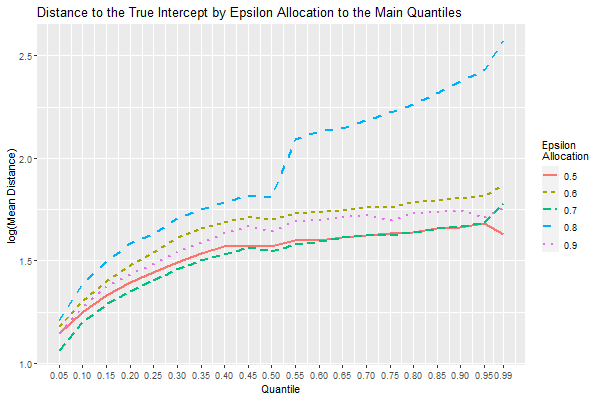 Distance to the True Intercept by Epsilon Allocation to the Main Quantiles
log(Mean Distance)
2.5
2.0
1.5
1.0
0.05 0.10 0.15 0.20 0.25 0.30 0.35 0.40 0.45 0.50 0.55 0.60 0.65 0.70 0.75 0.80 0.85 0.90 0.95 0.99
Quantile
Epsilon
Allocation
0.5
0.6
0.7
0.8
0.9